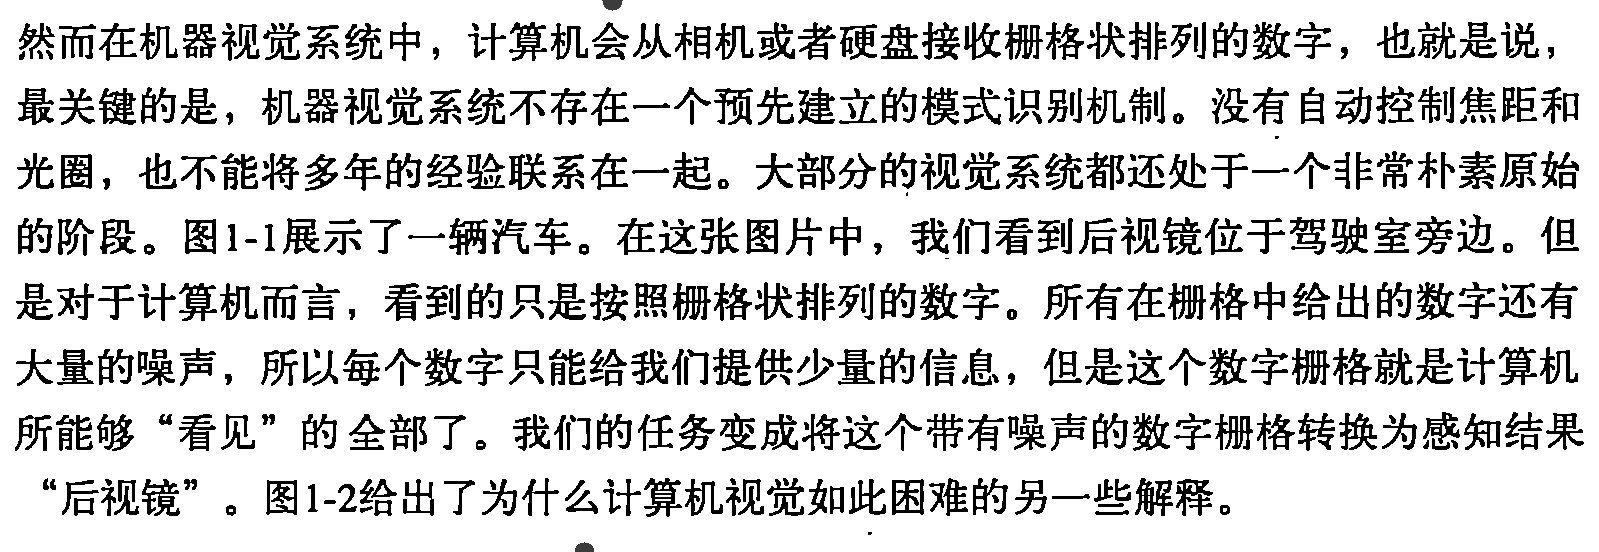 然而在机器视觉系统中，计算机会从相机或者硬盘接收栅格状排列的数字，也就是说，
最关键的是，机器视觉系统不存在一个预先建立的模式识别机制。没有自动控制焦距和
光圈，也不能将多年的经验联系在一起。大部分的视觉系统都还处于一个非常朴素原始
的阶段。图1-1展示了一辆汽车。在这张图片中，我们看到后视镜位于驾驶室旁边。但
是对于计算机而言，看到的只是按照栅格状排列的数字。所有在栅格中给出的数字还有
大量的噪声，所以每个数字只能给我们提供少量的信息，但是这个数字栅格就是计算机
所能够“看见”的全部了。我们的任务变成将这个带有噪声的数字栅格转换为感知结果
“后视镜”。图1-2给出了为什么计算机视觉如此困难的另一些解释。